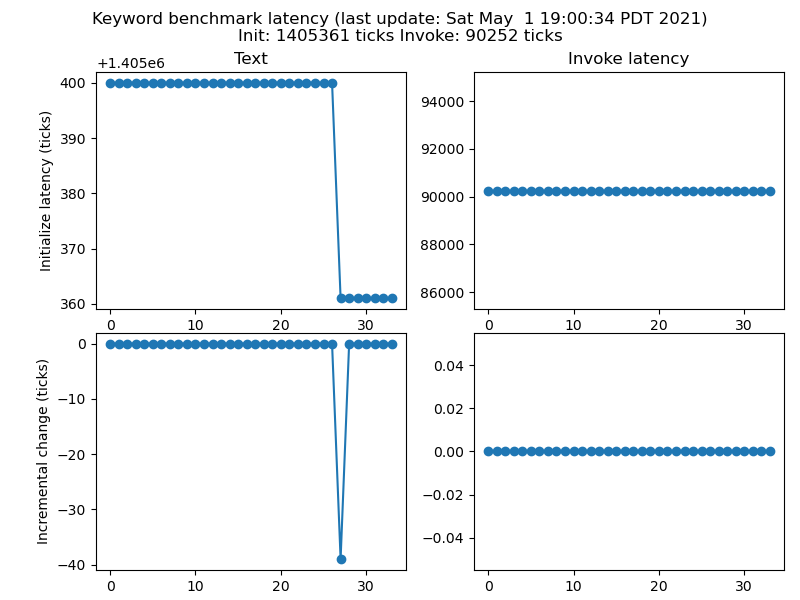 Keyword benchmark latency (last update: Sat May  1 19:00:34 PDT 2021)
Init: 1405361 ticks Invoke: 90252 ticks
Text
+1.405e6
Initialize latency (ticks)
400
390
380
370
360
0 10 20 30
Invoke latency
94000
92000
90000
88000
86000
0 10 20 30
Incremental change (ticks)
0
−10
−20
−30
−40
0 10 20 30
0.04
0.02
0.00
−0.02
−0.04
0 10 20 30